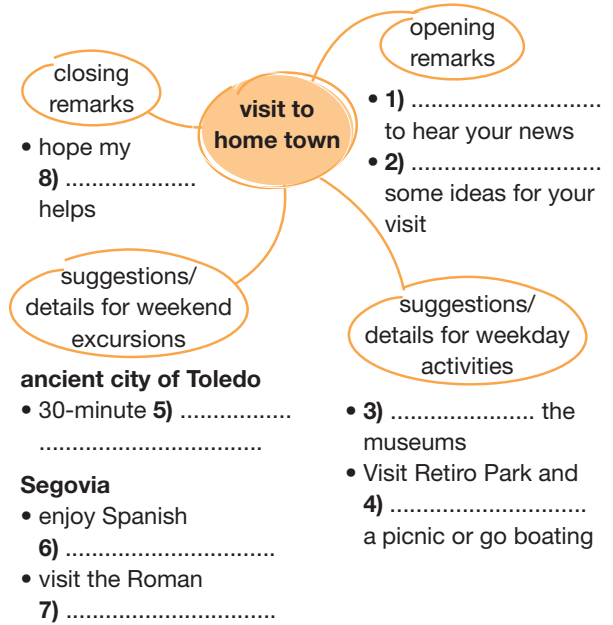 visit to
home town
opening
remarks
• 1) ..............................
to hear your news
• 2) ..............................
some ideas for your
visit
closing
remarks
• hope my
8) ...................
helps
suggestions/
details for weekend
excursions
ancient city of Toledo
• 30-minute 5) ................
.................................
Segovia
• enjoy Spanish
6) ..............................
• visit the Roman
7) ..............................
suggestions/
details for weekday
activities
• 3) ..................... the
museums
• Visit Retiro Park and
4) .............................
a picnic or go boating